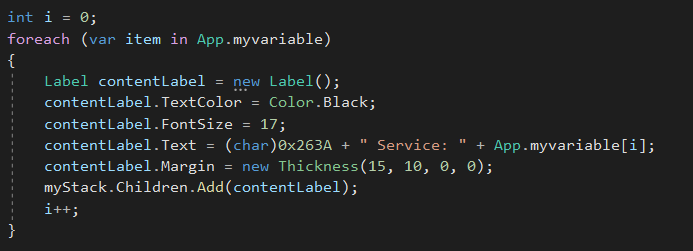 int i = 0;
foreach (var item in App.myvariable)
{
Label contentLabel = new Label();
contentLabel.TextColor = Color.Black;
contentLabel.FontSize = 17;
contentLabel.Text = (char)0x263A + " Service: " + App.myvariable[i];
contentLabel.Margin = new Thickness(15, 10, 0, 0);
myStack.Children.Add(contentLabel);
i++;
}